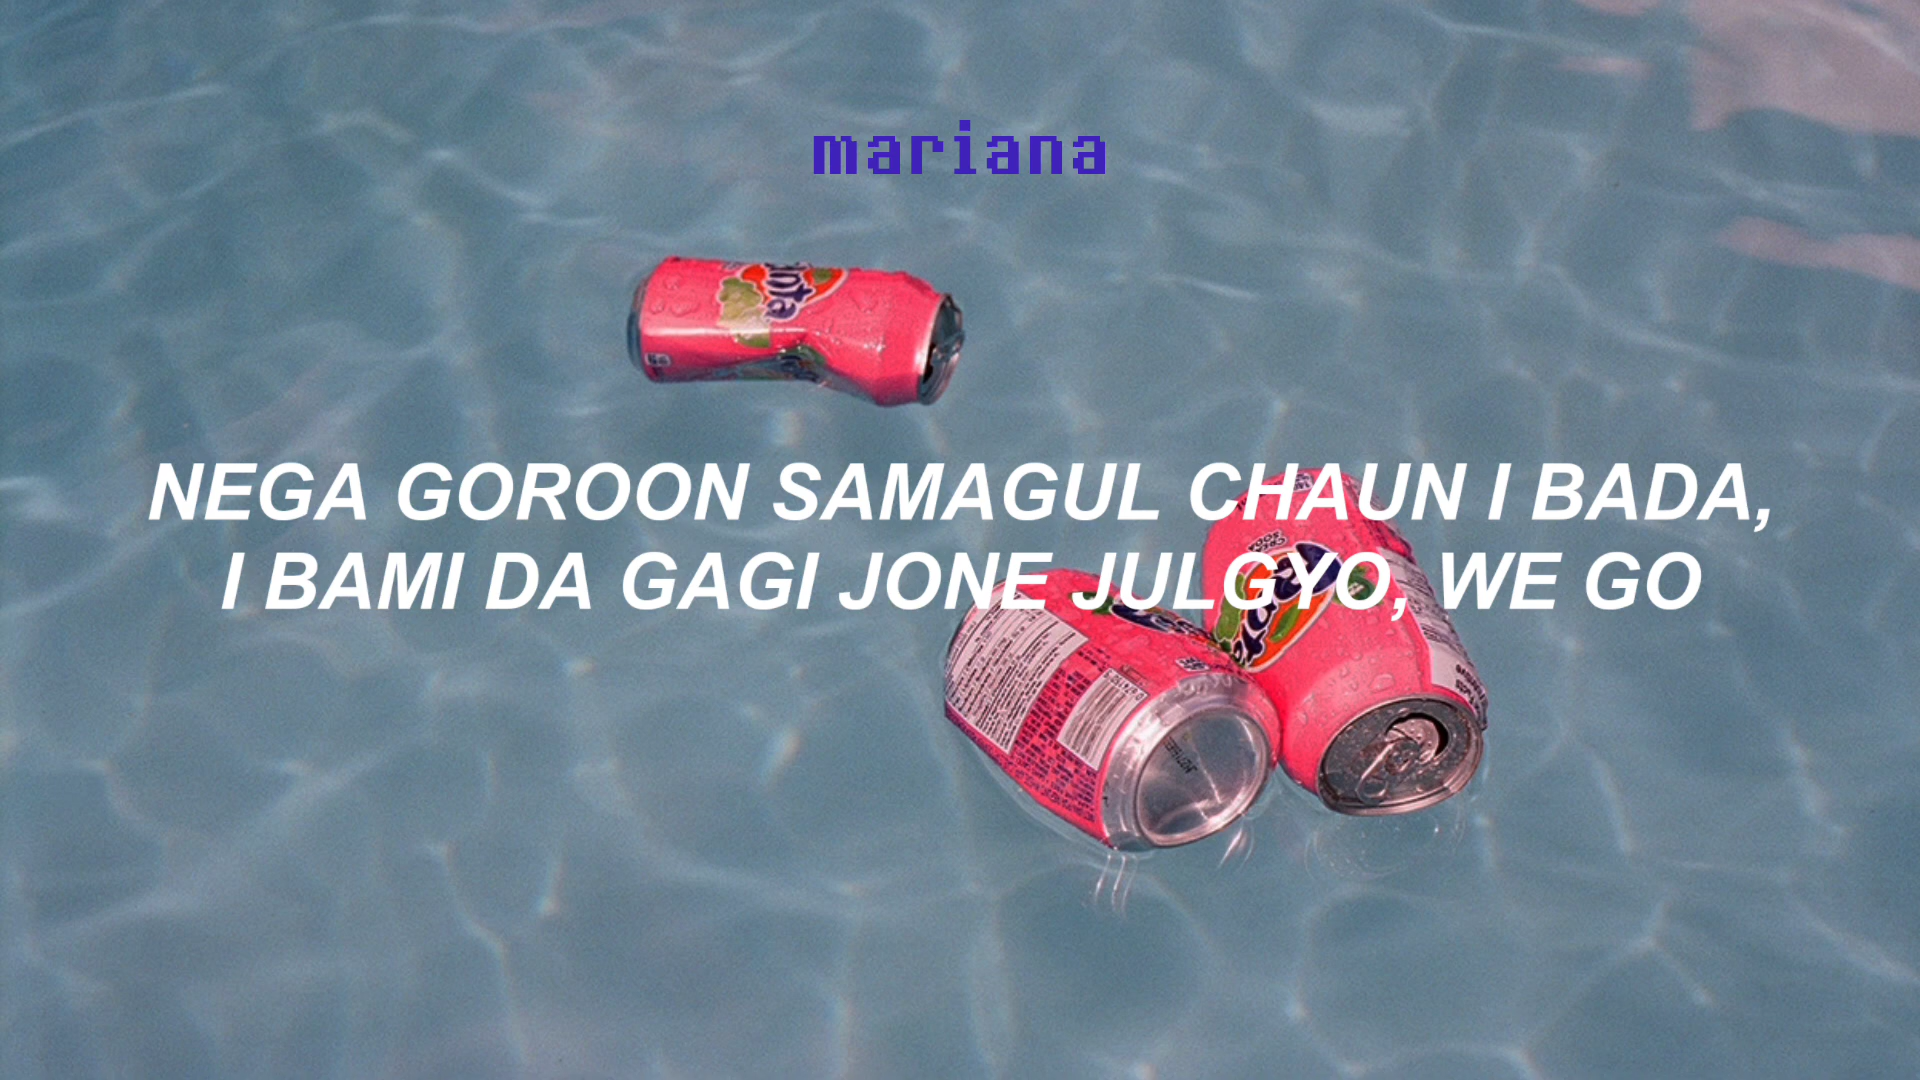 mariana
NEGA GOROON SAMAGUL CHAUN I BADA,
I BAMI DA GAGI JONE JULGYO, WE GO